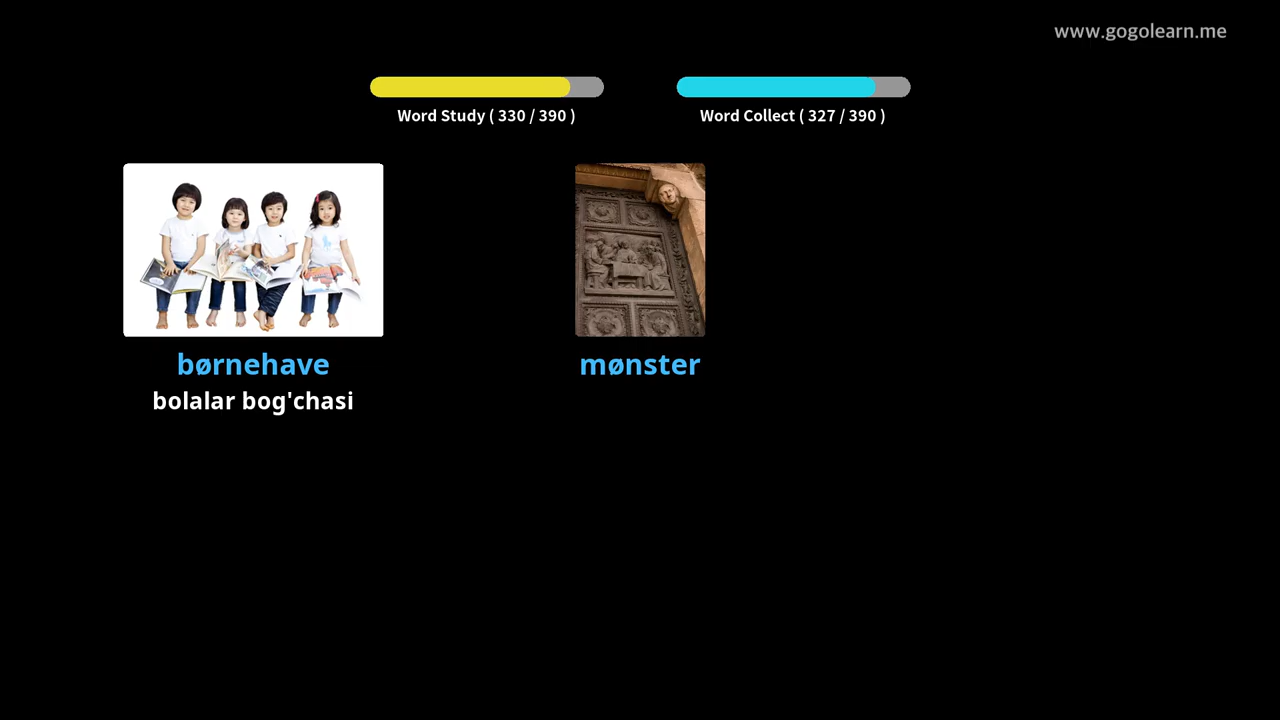 www.gogolearn.me
Word Study ( 330 / 390 )
Word Collect ( 327 / 390 )
børnehave
mønster
bolalar bog'chasi